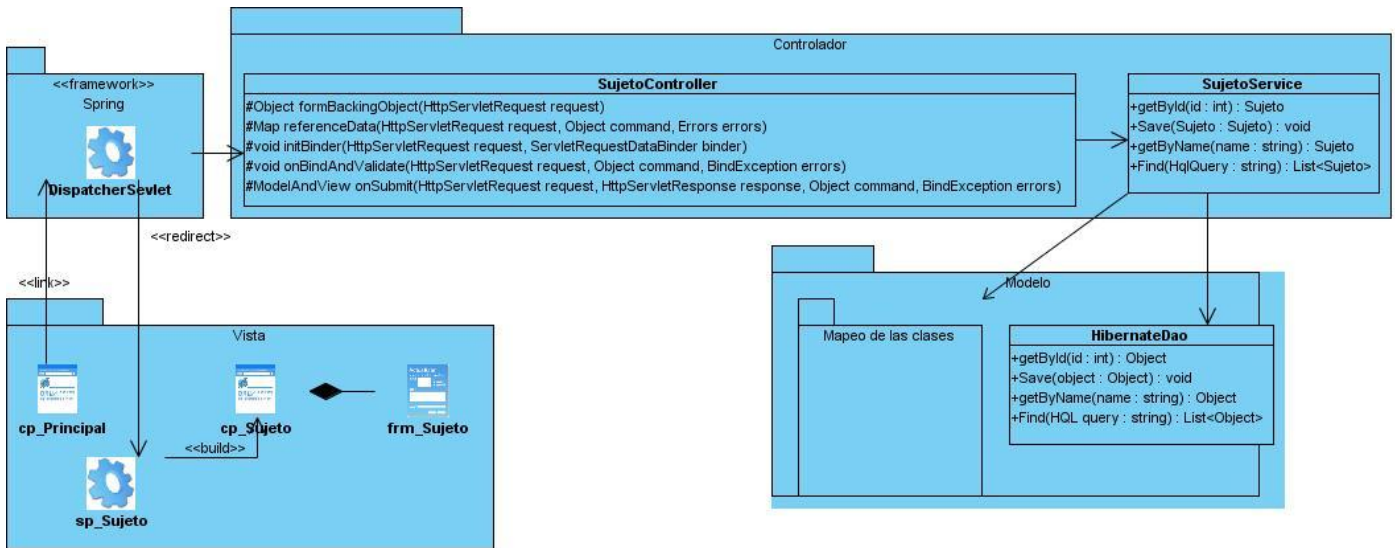 Controlador
<<framework>>
Spring
DispatcherSevlet
SujetoController
#Object formBackingObject(HttpServletRequest request)
#Map referenceData(HttpServletRequest request, Object command, Errors errors)
#void initBinder(HttpServletRequest request, ServletRequestDataBinder binder)
#void onBindAndValidate(HttpServletRequest request, Object command, BindException errors)
#ModelAndView onSubmit(HttpServletRequest request, HttpServletResponse response, Object command, BindException errors)
SujetoService
+getById(id : int) : Sujeto
+Save(Sujeto : Sujeto) : void
+getByName(name : string) : Sujeto
+Find(HqlQuery : string) : List<Sujeto>
<<redirect>>
<<link>>
Vista
cp_Principal
cp_Sujeto
frm_Sujeto
<<build>>
sp_Sujeto
Modelo
Mapeo de las clases
HibernateDao
+getById(id : int) : Object
+Save(object : Object) : void
+getByName(name : string) : Object
+Find(HQL query : string) : List<Object>